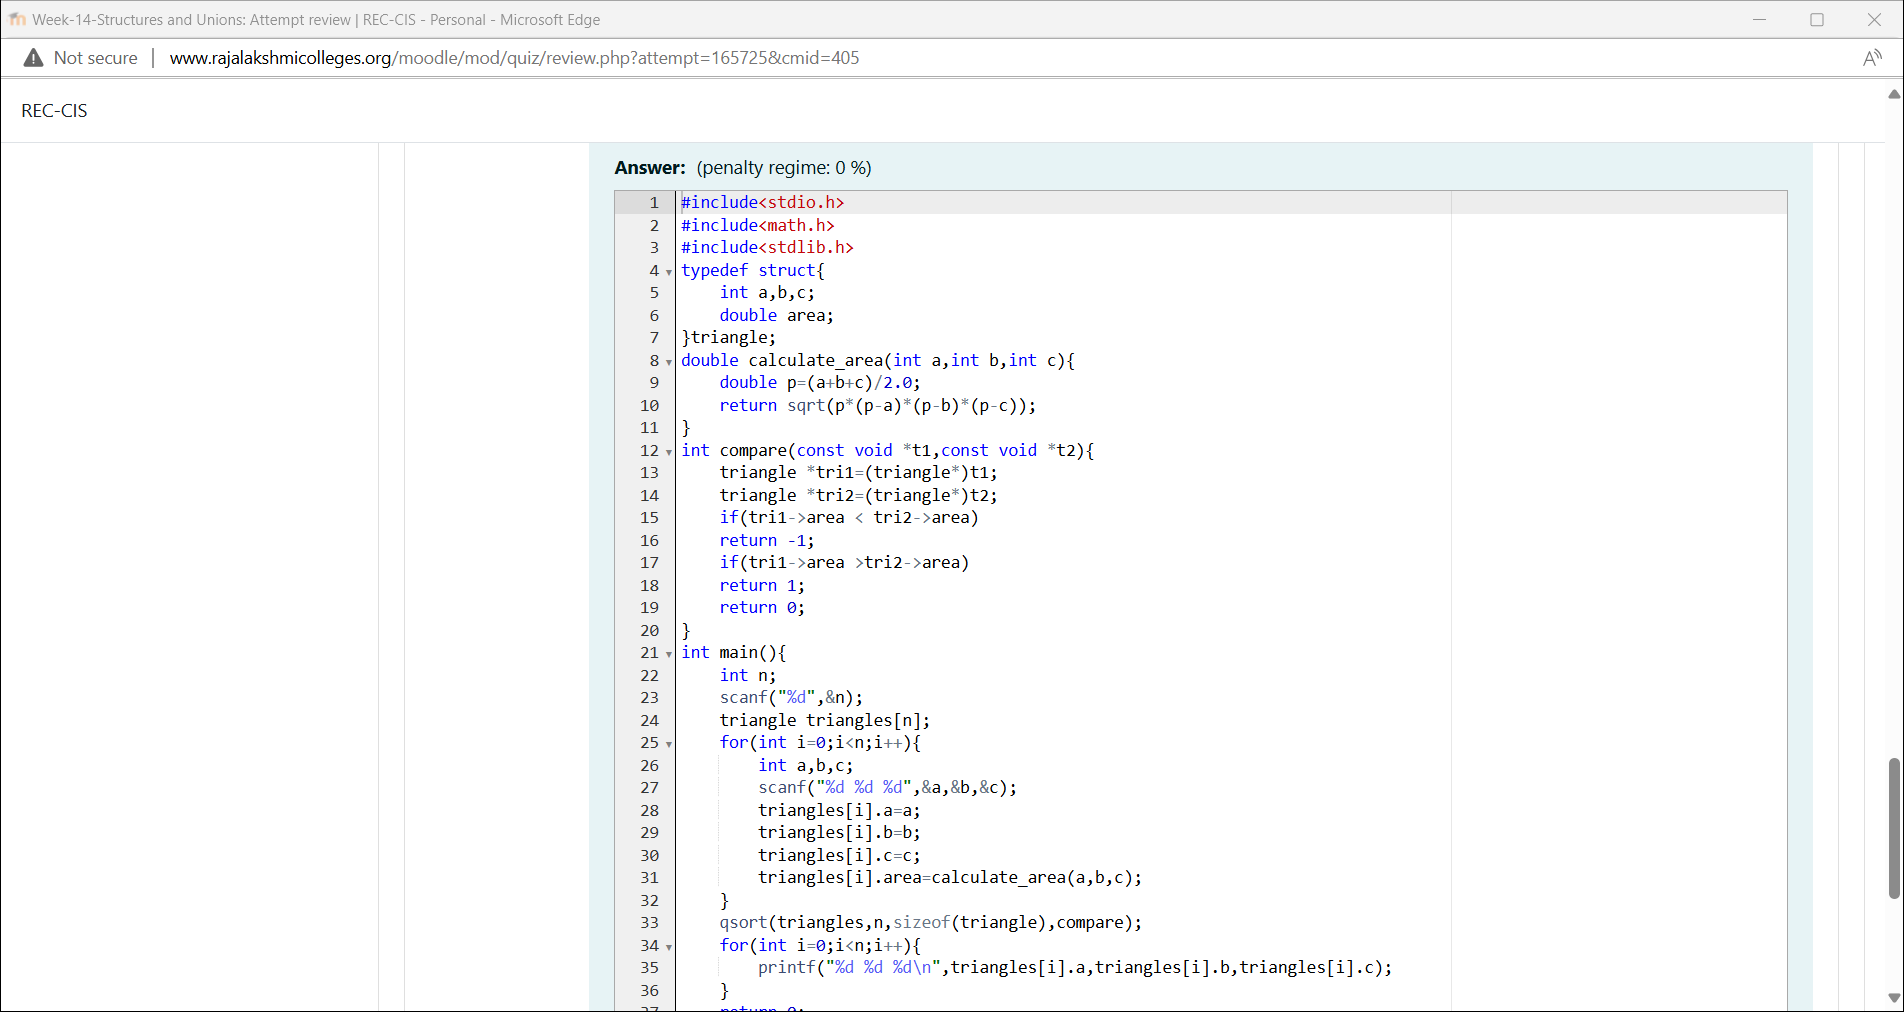 Week-14-Structures and Unions: Attempt review | REC-CIS - Personal - Microsoft Edge
Not secure | www.rajalakshmicolleges.org/moodle/mod/quiz/review.php?attempt=165725&cmid=405
REC-CIS
Answer: (penalty regime: 0 %)
1 #include<stdio.h>
2 #include<math.h>
3 #include<stdlib.h>
4 typedef struct{
5     int a,b,c;
6     double area;
7 }triangle;
8 double calculate_area(int a,int b,int c){
9     double p=(a+b+c)/2.0;
10     return sqrt(p*(p-a)*(p-b)*(p-c));
11 }
12 int compare(const void *t1,const void *t2){
13     triangle *tri1=(triangle*)t1;
14     triangle *tri2=(triangle*)t2;
15     if(tri1->area < tri2->area)
16     return -1;
17     if(tri1->area >tri2->area)
18     return 1;
19     return 0;
20 }
21 int main(){
22     int n;
23     scanf("%d",&n);
24     triangle triangles[n];
25     for(int i=0;i<n;i++){
26         int a,b,c;
27         scanf("%d %d %d",&a,&b,&c);
28         triangles[i].a=a;
29         triangles[i].b=b;
30         triangles[i].c=c;
31         triangles[i].area=calculate_area(a,b,c);
32     }
33     qsort(triangles,n,sizeof(triangle),compare);
34     for(int i=0;i<n;i++){
35         printf("%d %d %d\n",triangles[i].a,triangles[i].b,triangles[i].c);
36     }
37     return 0;